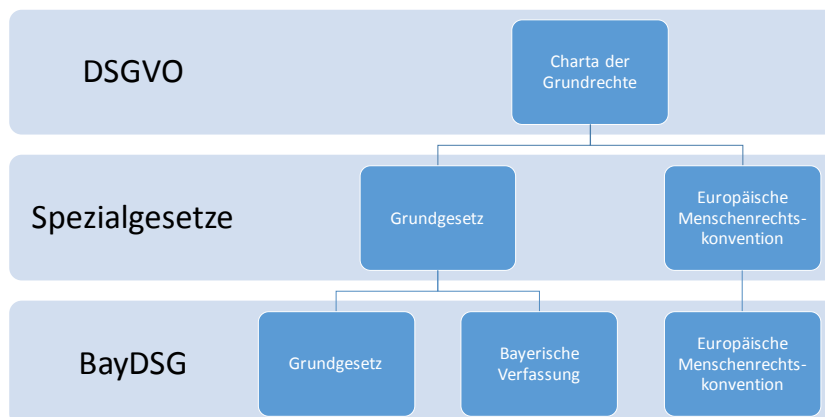 DSGVO
Charta der
Grundrechte
Spezialgesetze
Grundgesetz
Europäische
Menschenrechts-
konvention
BayDSG
Grundgesetz
Bayerische
Verfassung
Europäische
Menschenrechts-
konvention